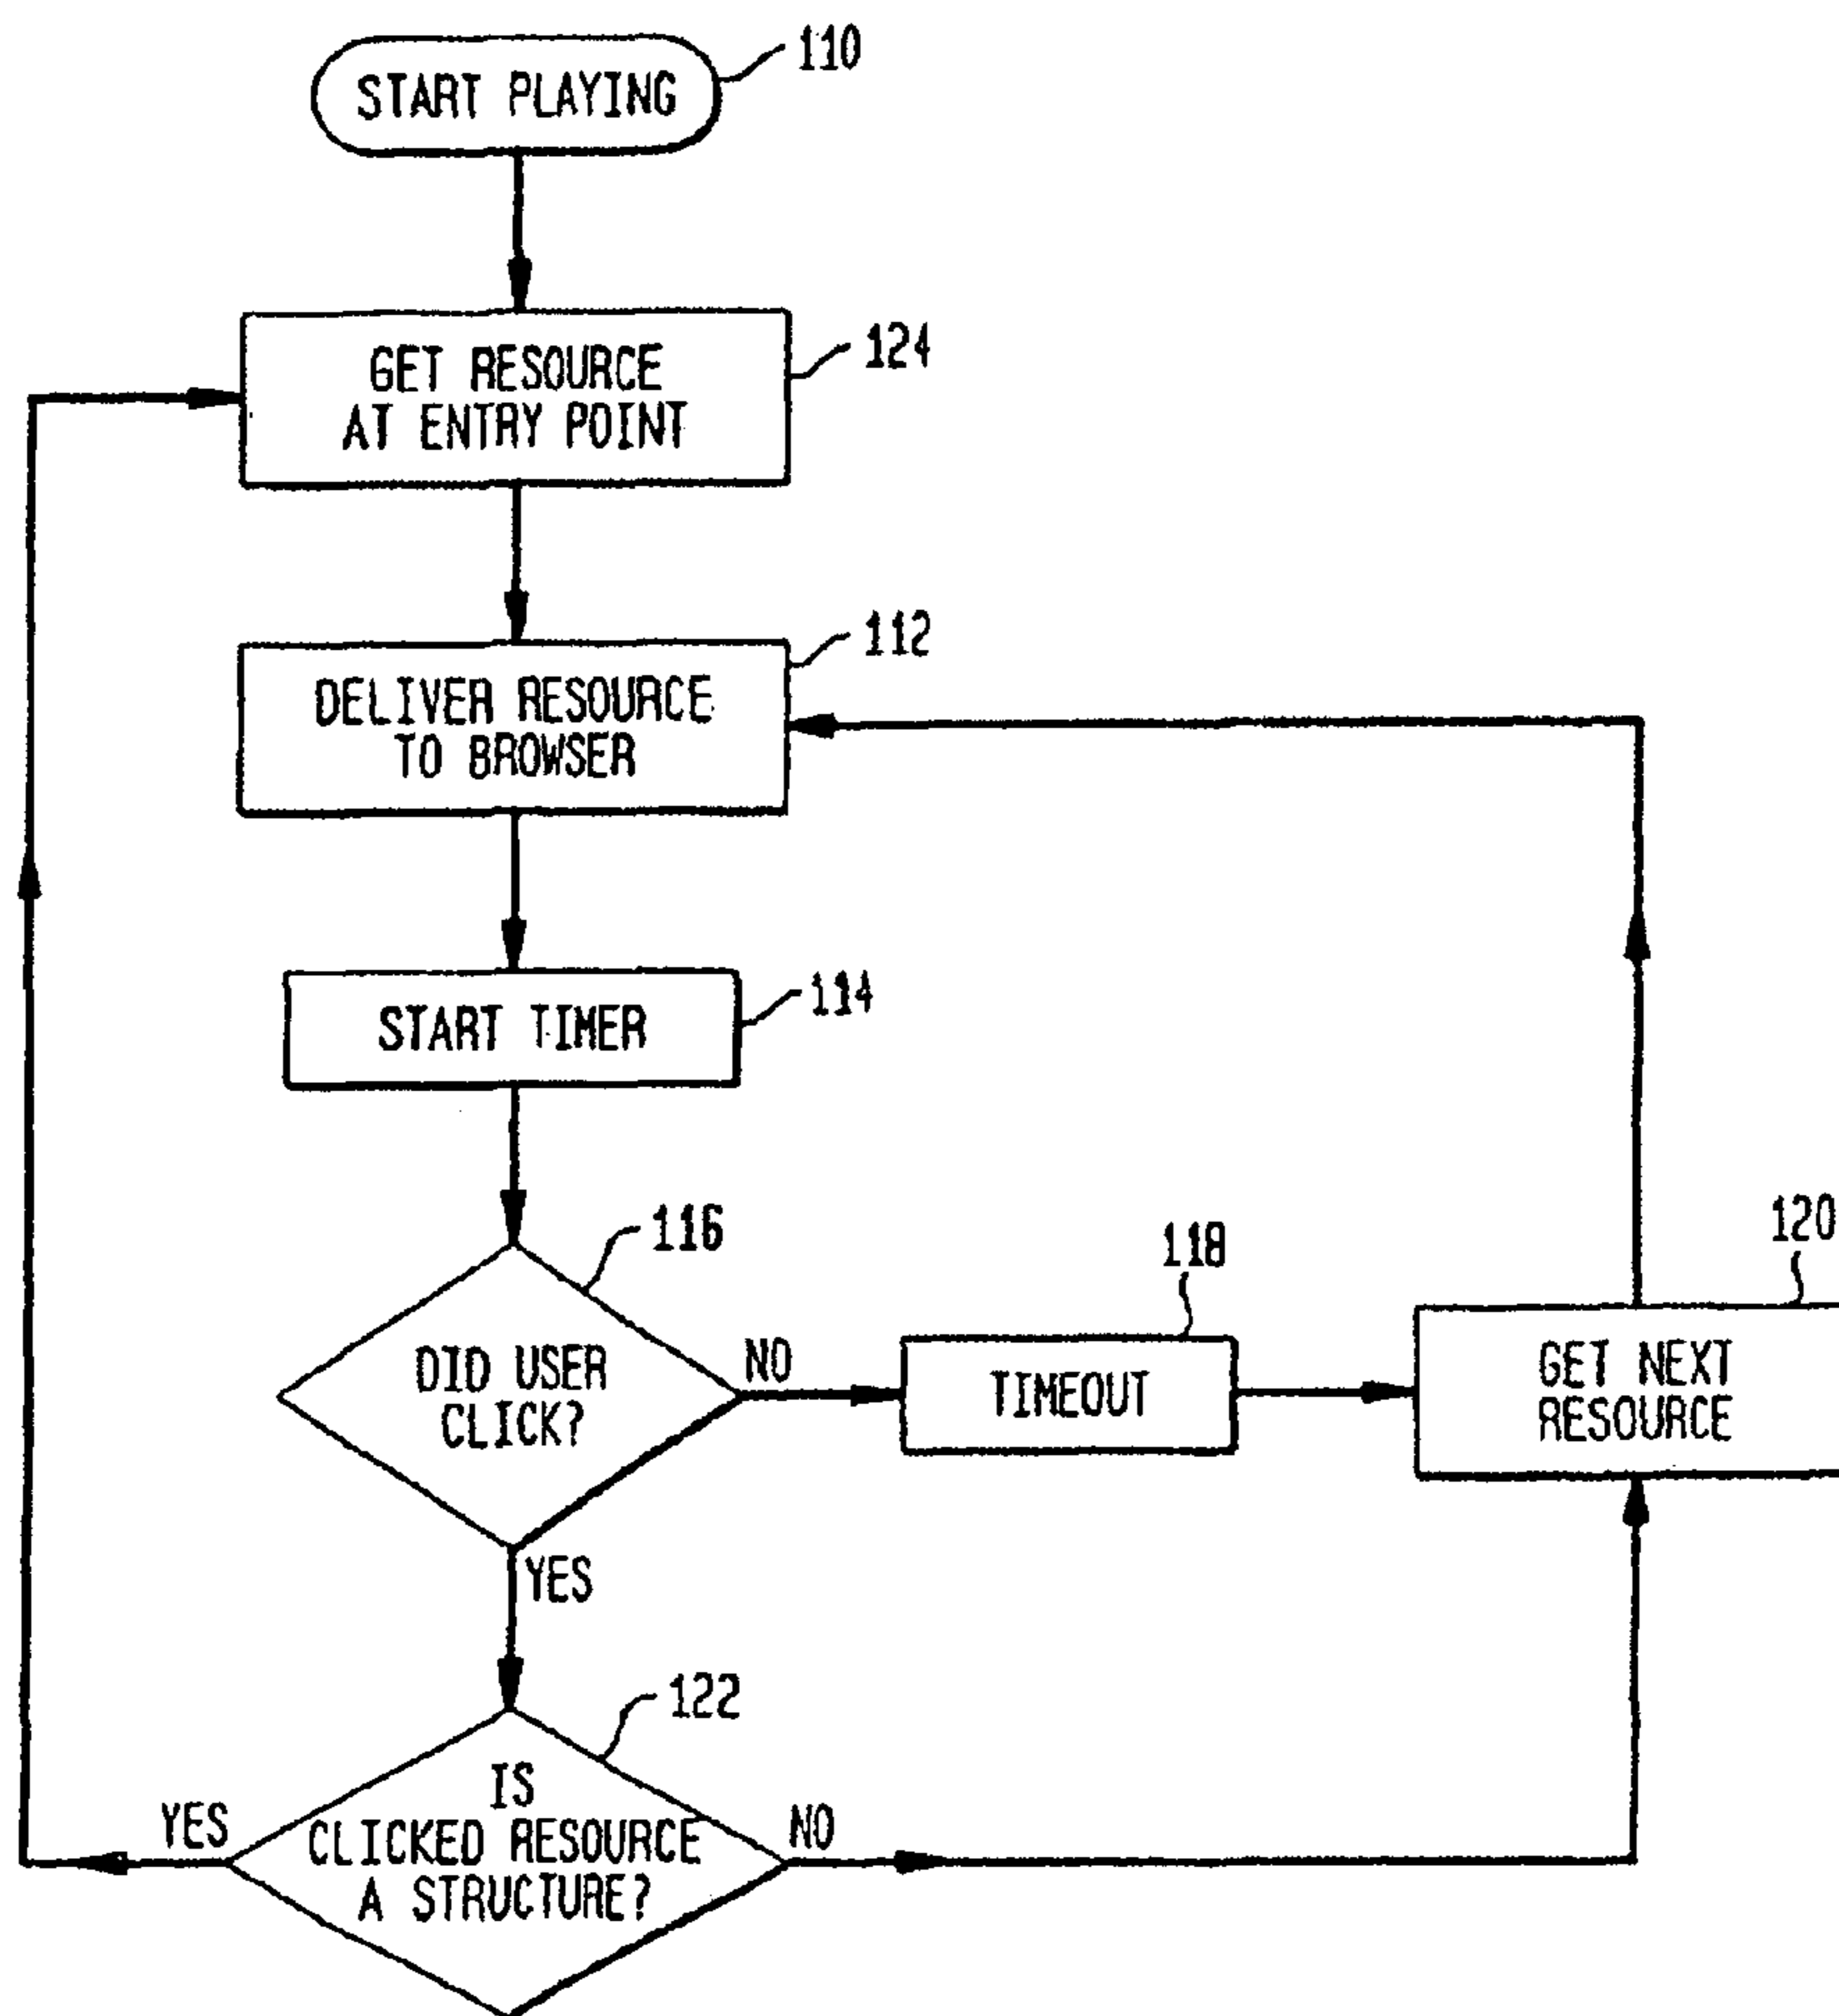 START PLAYING
110
GET RESOURCE
AT ENTRY POINT
124
DELIVER RESOURCE
TO BROWSER
112
START TIMER
114
DID USER
CLICK?
116
NO
YES
TIMEOUT
118
GET NEXT
RESOURCE
120
IS
CLICKED RESOURCE
A STRUCTURE?
122
YES
NO